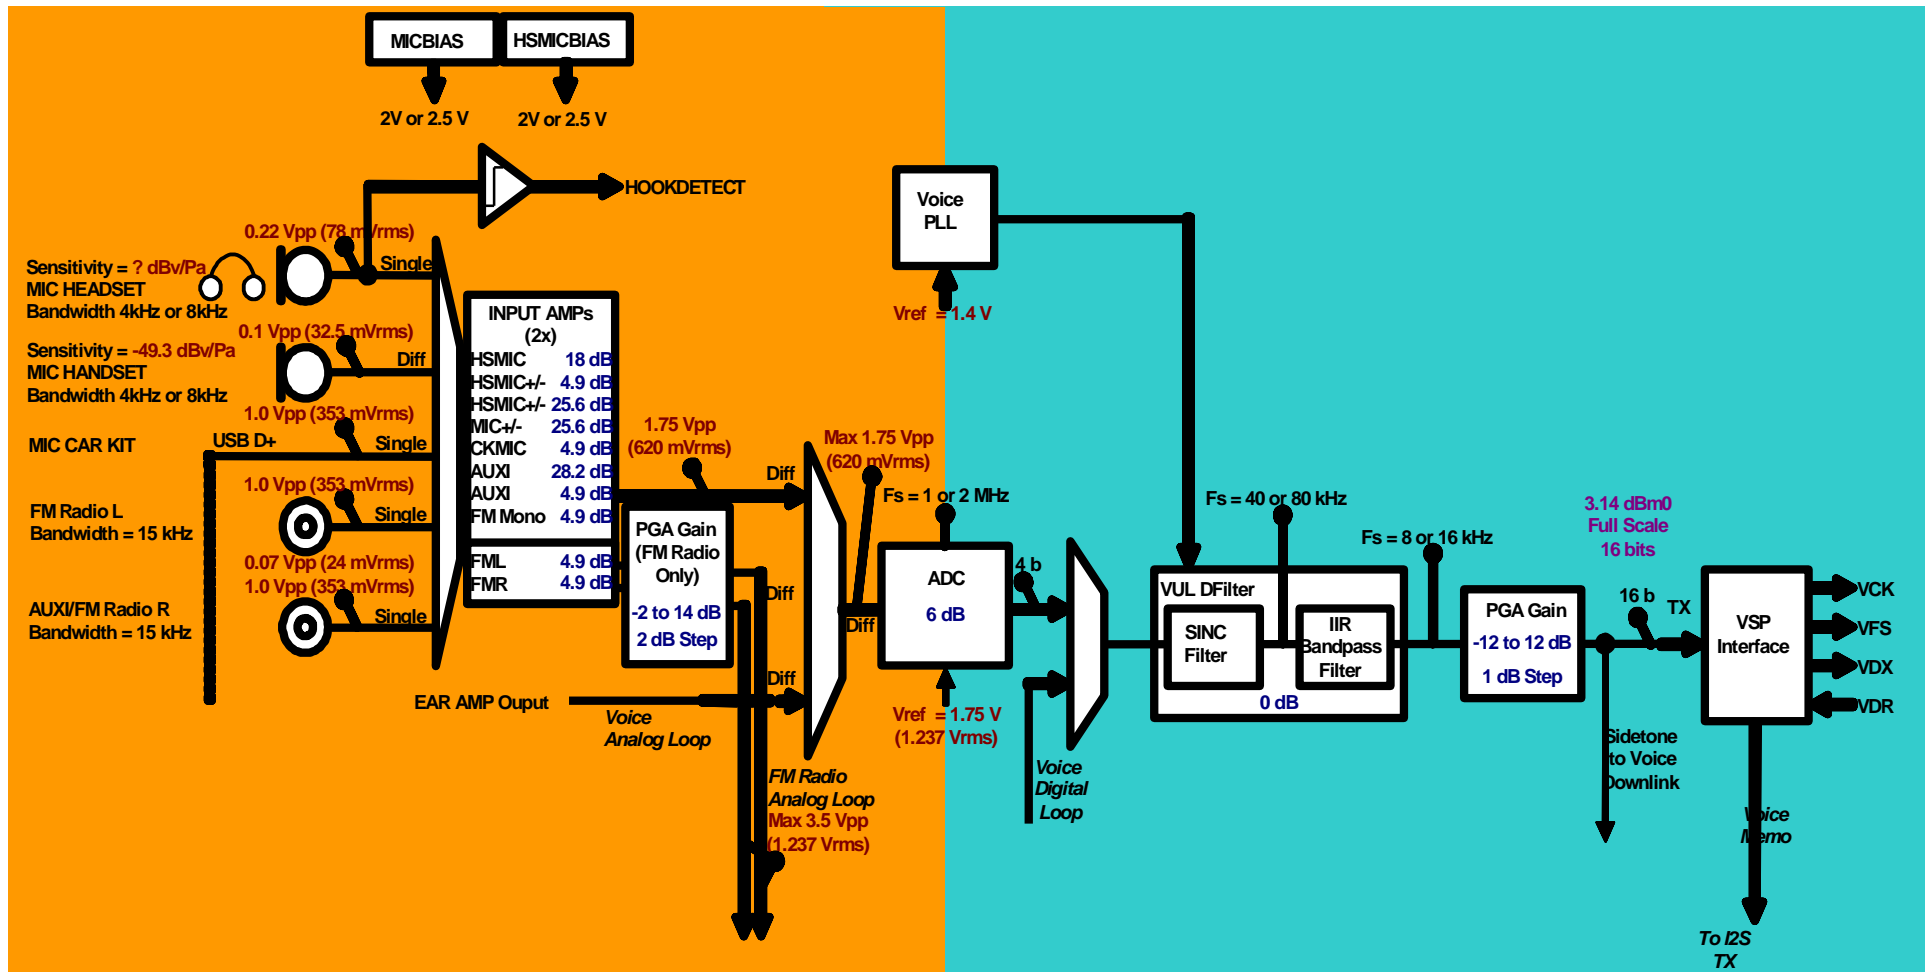 MICBIAS
HSMICBIAS
2V or 2.5 V
2V or 2.5 V
HOOKDETECT
0.22 Vpp (78 mVrms)
Sensitivity = ? dBv/Pa
MIC HEADSET
Bandwidth 4kHz or 8kHz
Single
0.1 Vpp (32.5 mVrms)
Sensitivity = -49.3 dBv/Pa
MIC HANDSET
Bandwidth 4kHz or 8kHz
Diff
1.0 Vpp (353 mVrms)
MIC CAR KIT
USB D+
Single
1.0 Vpp (353 mVrms)
FM Radio L
Bandwidth = 15 kHz
Single
0.07 Vpp (24 mVrms)
1.0 Vpp (353 mVrms)
AUXI/FM Radio R
Bandwidth = 15 kHz
Single
INPUT AMPs
(2x)
HSMIC 18 dB
HSMIC+/- 4.9 dB
HSMIC+/- 25.6 dB
MIC+/- 25.6 dB
CKMIC 4.9 dB
AUXI 28.2 dB
AUXI 4.9 dB
FM Mono 4.9 dB
FML 4.9 dB
FMR 4.9 dB
1.75 Vpp
(620 mVrms)
PGA Gain
(FM Radio
Only)
-2 to 14 dB
2 dB Step
EAR AMP Ouput
Voice
Analog Loop
Diff
Diff
Diff
FM Radio
Analog Loop
Max 3.5 Vpp
(1.237 Vrms)
Max 1.75 Vpp
(620 mVrms)
Diff
Voice
PLL
Vref = 1.4 V
Fs = 1 or 2 MHz
ADC
6 dB
Vref = 1.75 V
(1.237 Vrms)
4 b
Voice
Digital
Loop
Fs = 40 or 80 kHz
VUL DFilter
SINC
Filter
IIR
Bandpass
Filter
0 dB
Fs = 8 or 16 kHz
PGA Gain
-12 to 12 dB
1 dB Step
3.14 dBm0
Full Scale
16 bits
16 b
TX
Sidetone
to Voice
Downlink
VSP
Interface
VCK
VFS
VDX
VDR
Voice
Memo
To I2S
TX